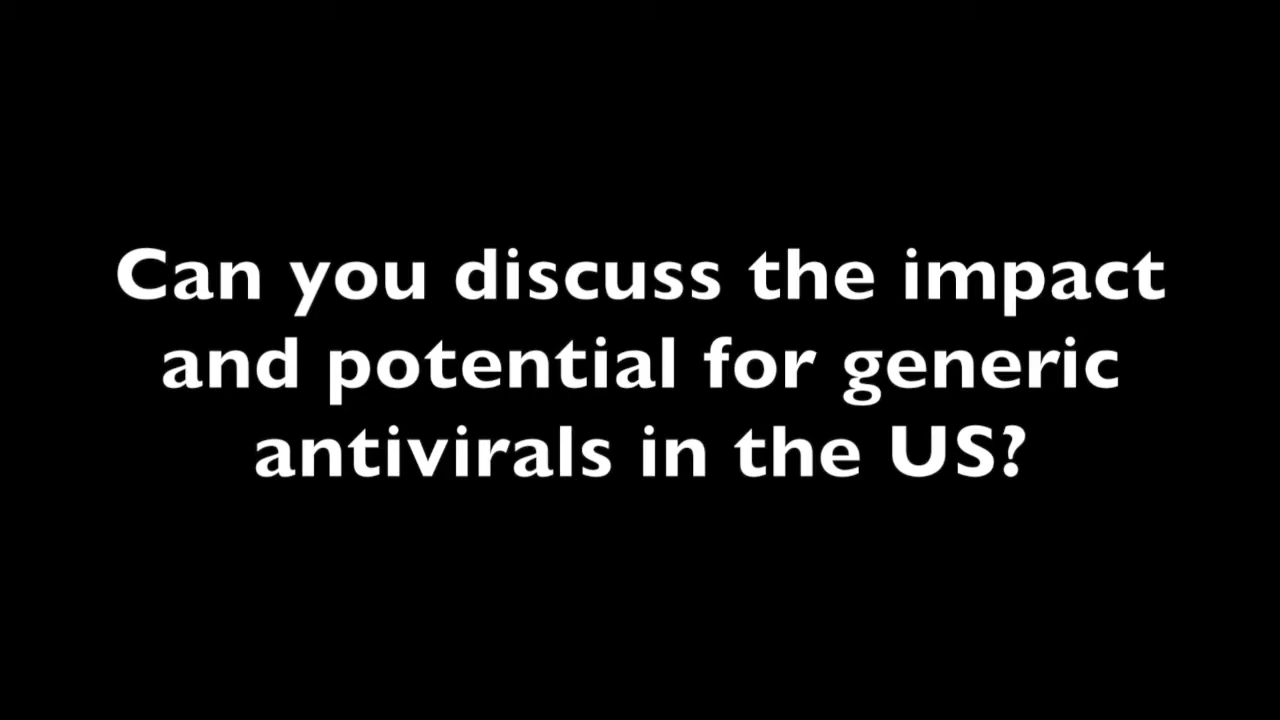 Can you discuss the impact
and potential for generic
antivirals in the US?